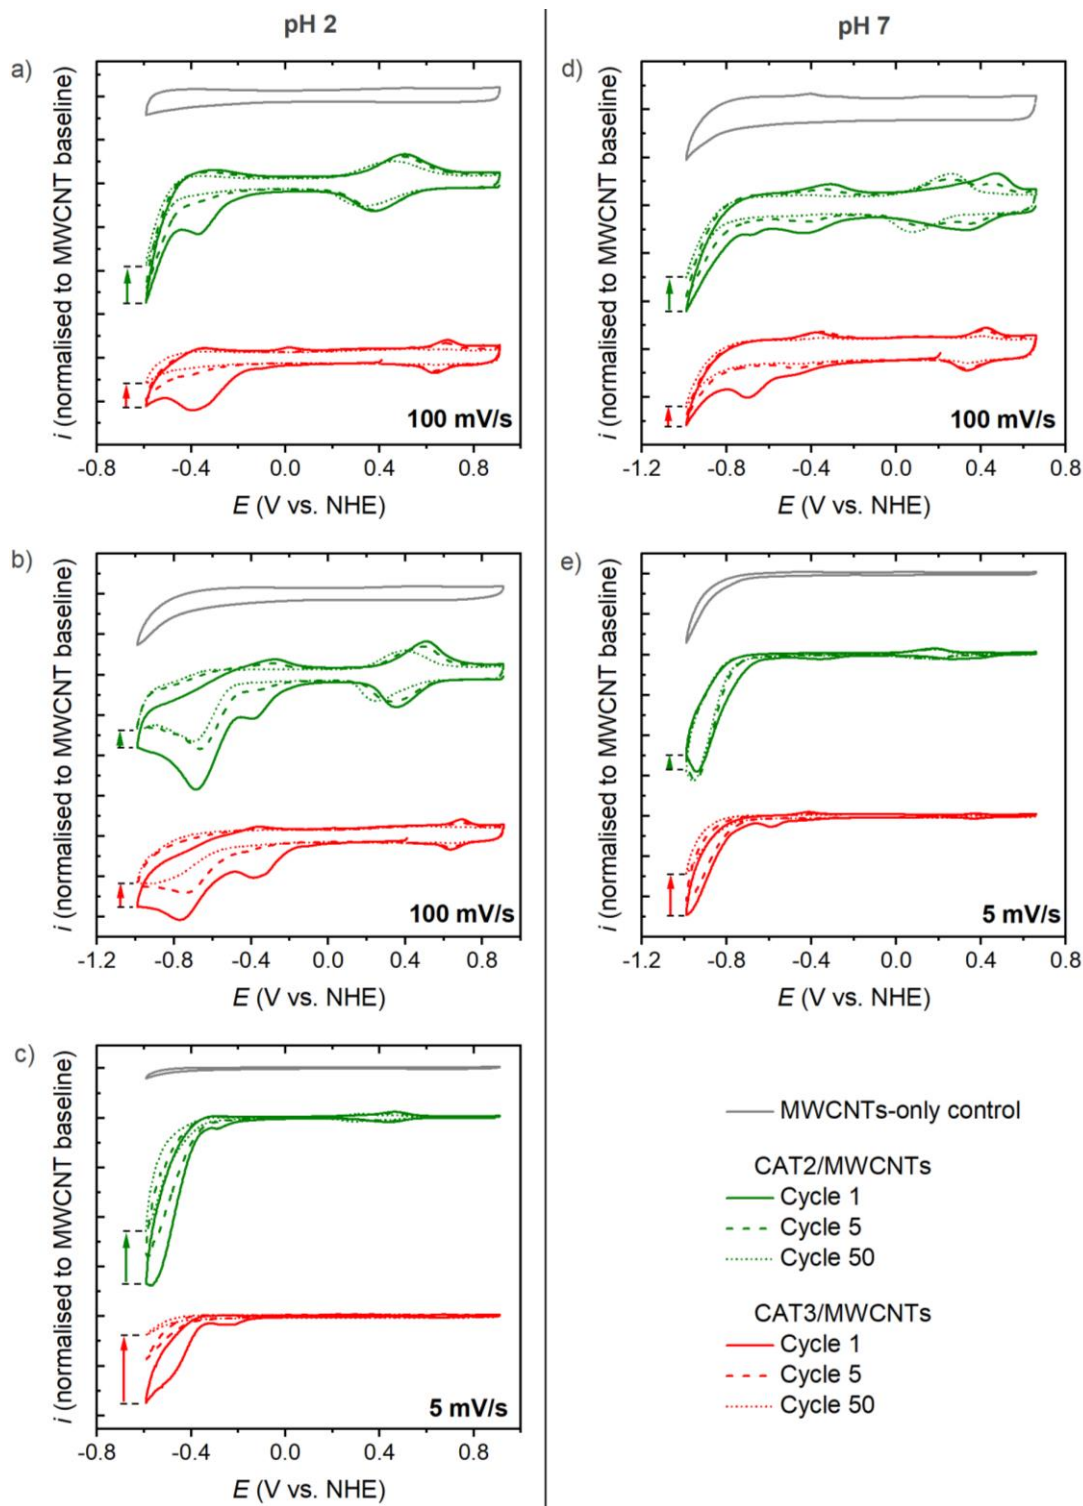 pH 2
pH 7
a)
i (normalised to MWCNT baseline)
100 mV/s
-0.8 -0.4 0.0 0.4 0.8
E (V vs. NHE)
d)
i (normalised to MWCNT baseline)
100 mV/s
-1.2 -0.8 -0.4 0.0 0.4 0.8
E (V vs. NHE)
b)
i (normalised to MWCNT baseline)
100 mV/s
-1.2 -0.8 -0.4 0.0 0.4 0.8
E (V vs. NHE)
e)
i (normalised to MWCNT baseline)
5 mV/s
-1.2 -0.8 -0.4 0.0 0.4 0.8
E (V vs. NHE)
c)
i (normalised to MWCNT baseline)
5 mV/s
-0.8 -0.4 0.0 0.4 0.8
E (V vs. NHE)
MWCNTs-only control
CAT2/MWCNTs
Cycle 1
Cycle 5
Cycle 50
CAT3/MWCNTs
Cycle 1
Cycle 5
Cycle 50